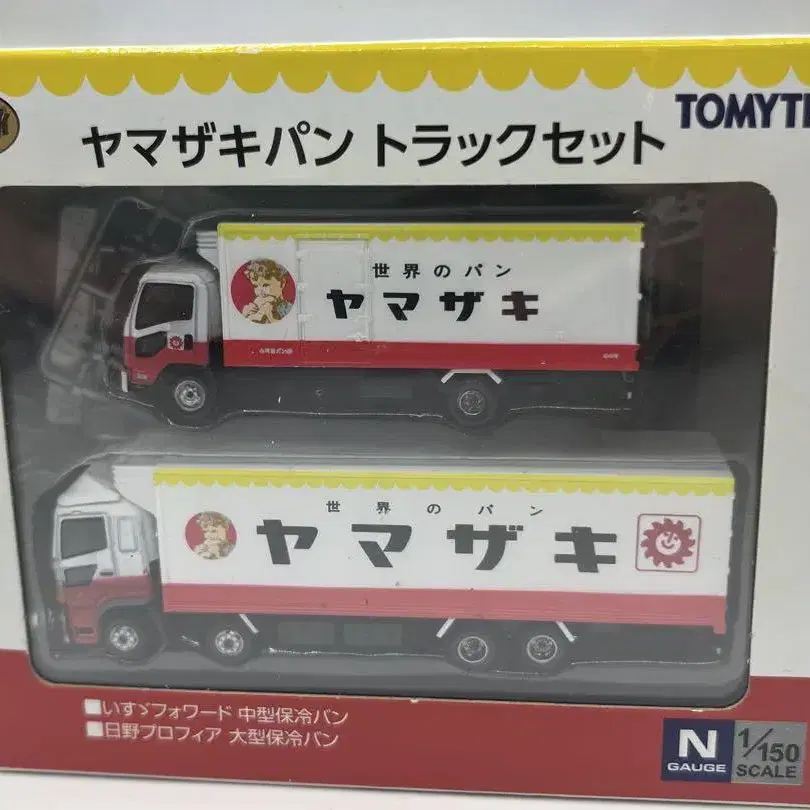 TOMYTE
ヤマザキパン トラックセット
世界のパン
ヤマザキ
世界のパン
ヤマザキ
■いすゞフォワード 中型保冷バン
■日野プロフィア 大型保冷バン
N
GAUGE
1/150
SCALE